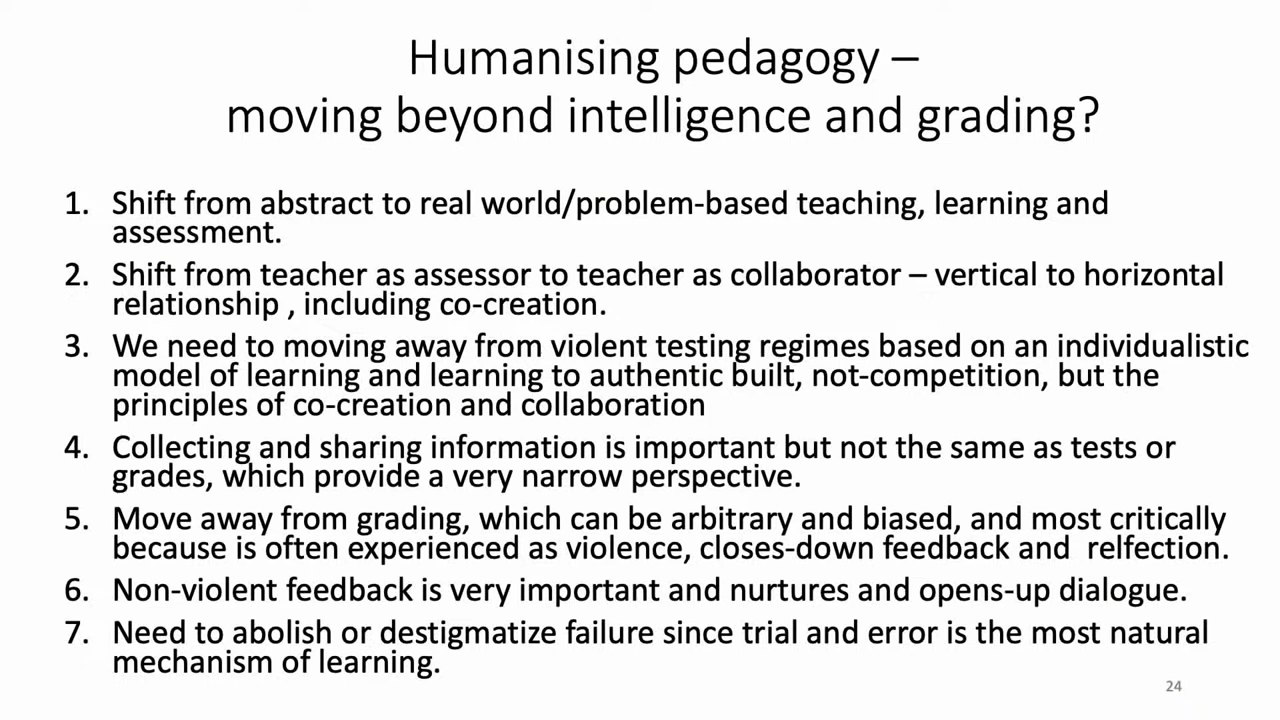 Humanising pedagogy –
moving beyond intelligence and grading?
1. Shift from abstract to real world/problem-based teaching, learning and
assessment.
2. Shift from teacher as assessor to teacher as collaborator – vertical to horizontal
relationship , including co-creation.
3. We need to moving away from violent testing regimes based on an individualistic
model of learning and learning to authentic built, not-competition, but the
principles of co-creation and collaboration
4. Collecting and sharing information is important but not the same as tests or
grades, which provide a very narrow perspective.
5. Move away from grading, which can be arbitrary and biased, and most critically
because is often experienced as violence, closes-down feedback and  relfection.
6. Non-violent feedback is very important and nurtures and opens-up dialogue.
7. Need to abolish or destigmatize failure since trial and error is the most natural
mechanism of learning.
24